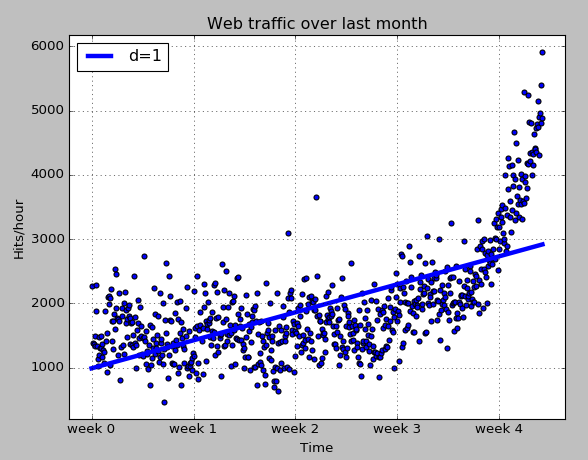 Web traffic over last month
d=1
6000
5000
4000
3000
2000
1000
Hits/hour
week 0 week 1 week 2 week 3 week 4
Time